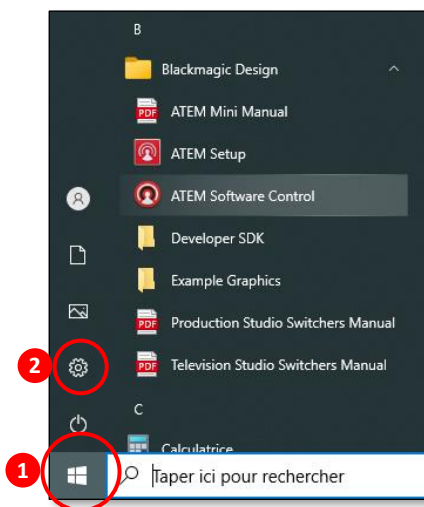 B
Blackmagic Design
PDF ATEM Mini Manual
ATEM Setup
ATEM Software Control
Developer SDK
Example Graphics
PDF Production Studio Switchers Manual
2
PDF Television Studio Switchers Manual
C
Calculatrice
1
Taper ici pour rechercher